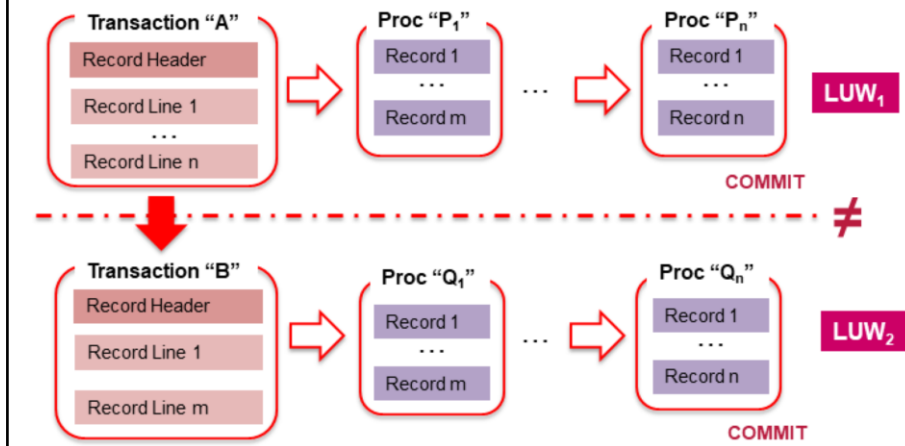 Transaction “A”
Record Header
Record Line 1
...
Record Line n
Proc “P₁”
Record 1
...
Record m
...
Proc “Pₙ”
Record 1
...
Record n
LUW₁
COMMIT
≠
Transaction “B”
Record Header
Record Line 1
Record Line m
Proc “Q₁”
Record 1
...
Record m
...
Proc “Qₙ”
Record 1
...
Record n
LUW₂
COMMIT